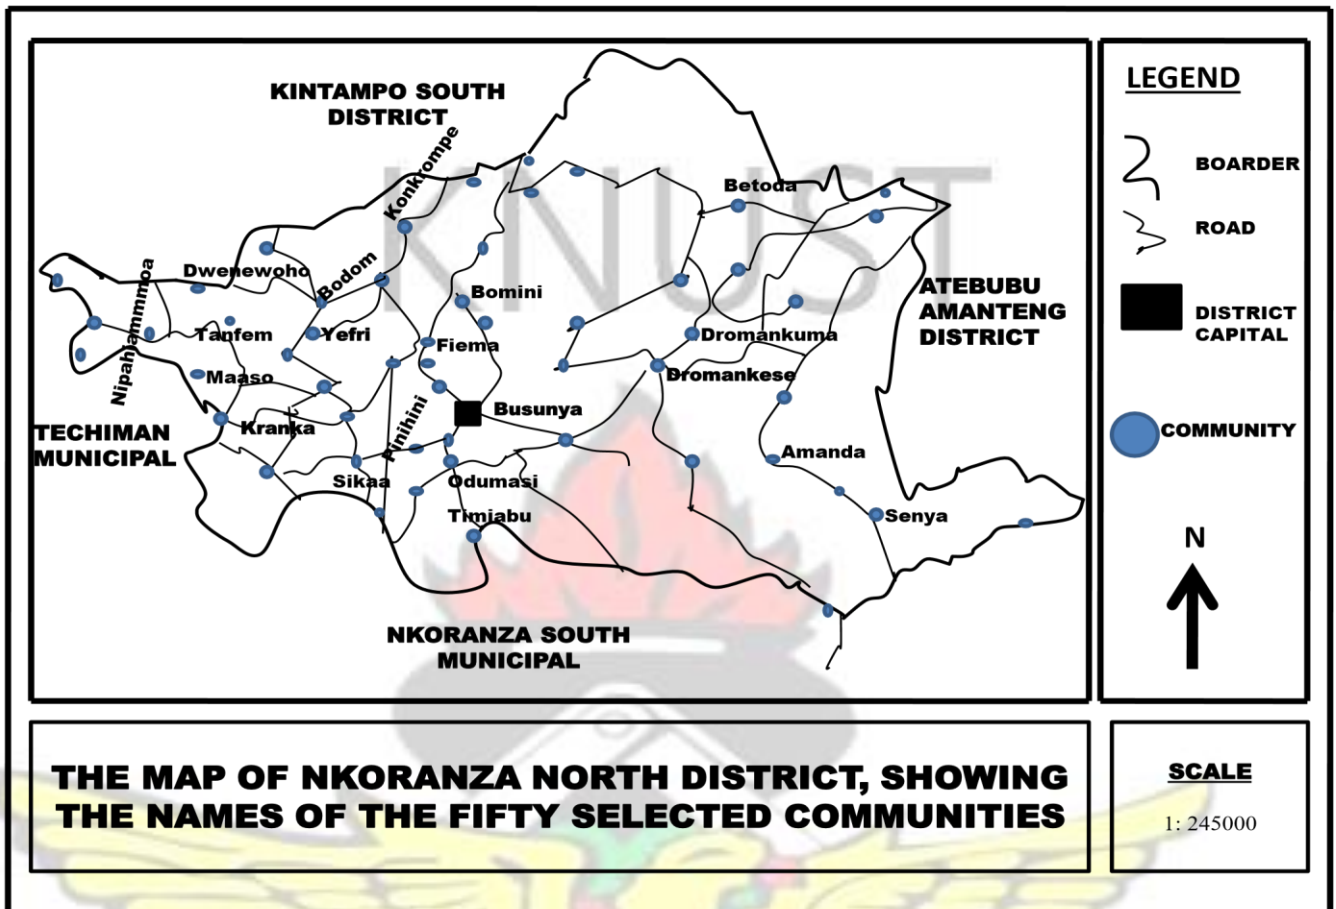 KINTAMPO SOUTH
DISTRICT
Konkrompe
Betoda
Dwenewoho
Bodom
Nipahiammmoa
Bomini
Tanfem
Yefri
Fiema
Dromankuma
Maaso
Dromankese
Pinihini
Busunya
Kranka
Amanda
Sikaa
Odumasi
Timiabu
Senya
TECHIMAN
MUNICIPAL
ATEBUBU
AMANTENG
DISTRICT
NKORANZA SOUTH
MUNICIPAL
KNUST
LEGEND
BOARDER
ROAD
DISTRICT
CAPITAL
COMMUNITY
N
THE MAP OF NKORANZA NORTH DISTRICT, SHOWING
THE NAMES OF THE FIFTY SELECTED COMMUNITIES
SCALE
1: 245000